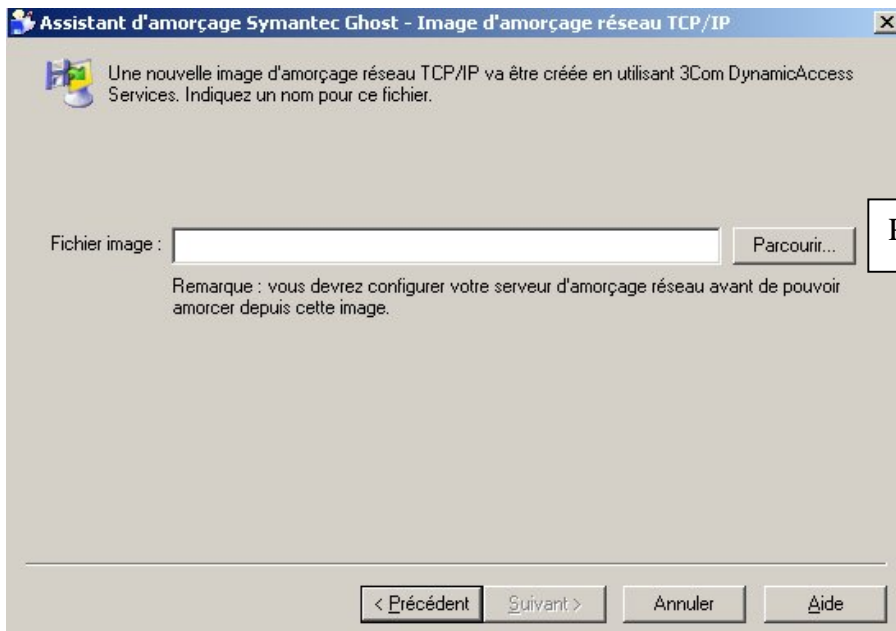 Assistant d'amorçage Symantec Ghost - Image d'amorçage réseau TCP/IP
Une nouvelle image d'amorçage réseau TCP/IP va être créée en utilisant 3Com DynamicAccess
Services. Indiquez un nom pour ce fichier.
Fichier image :
Parcourir...
Remarque : vous devrez configurer votre serveur d'amorçage réseau avant de pouvoir
amorcer depuis cette image.
< Précédent
Suivant >
Annuler
Aide